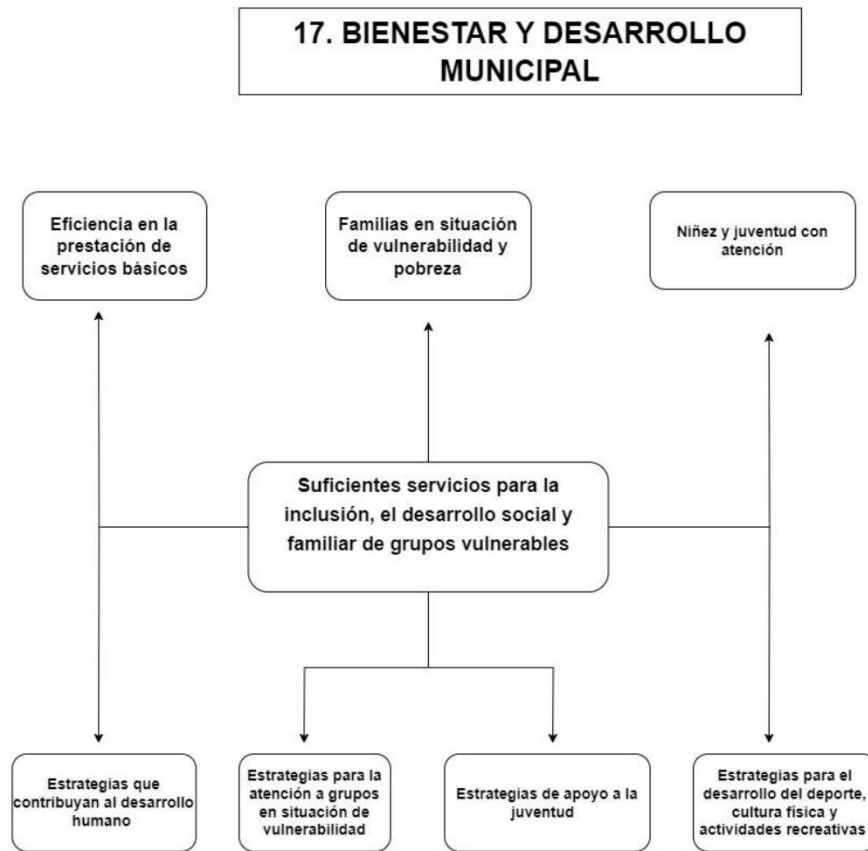 17. BIENESTAR Y DESARROLLO
MUNICIPAL
Eficiencia en la
prestación de
servicios básicos
Familias en situación
de vulnerabilidad y
pobreza
Niñez y juventud con
atención
Suficientes servicios para la
inclusión, el desarrollo social y
familiar de grupos vulnerables
Estrategias que
contribuyan al desarrollo
humano
Estrategias para la
atención a grupos
en situación de
vulnerabilidad
Estrategias de apoyo a la
juventud
Estrategias para el
desarrollo del deporte,
cultura física y
actividades recreativas